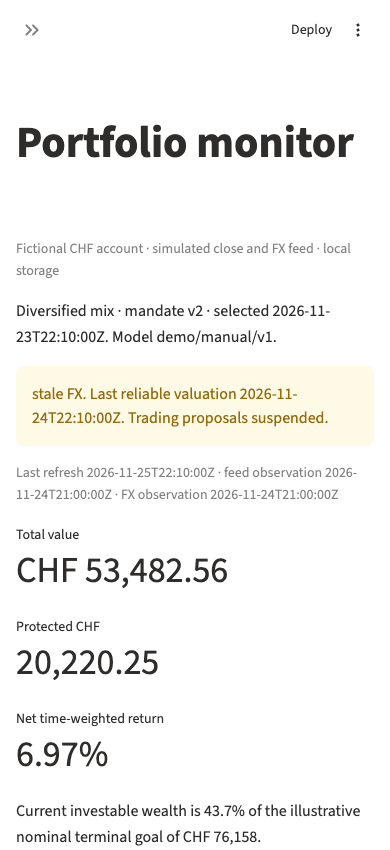 Deploy
Portfolio monitor
Fictional CHF account · simulated close and FX feed · local
storage
Diversified mix · mandate v2 · selected 2026-11-
23T22:10:00Z. Model demo/manual/v1.
stale FX. Last reliable valuation 2026-11-
24T22:10:00Z. Trading proposals suspended.
Last refresh 2026-11-25T22:10:00Z · feed observation 2026-
11-24T21:00:00Z · FX observation 2026-11-24T21:00:00Z
Total value
CHF 53,482.56
Protected CHF
20,220.25
Net time-weighted return
6.97%
Current investable wealth is 43.7% of the illustrative
nominal terminal goal of CHF 76,158.